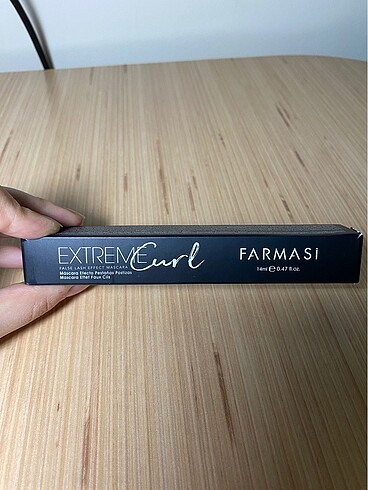 EXTREME Curl
FALSE LASH EFFECT MASCARA
Máscara Efecto Pestañas Postizas
Mascara Effet Faux Cils
FARMASi
14ml ℮ 0.47 fl.oz.